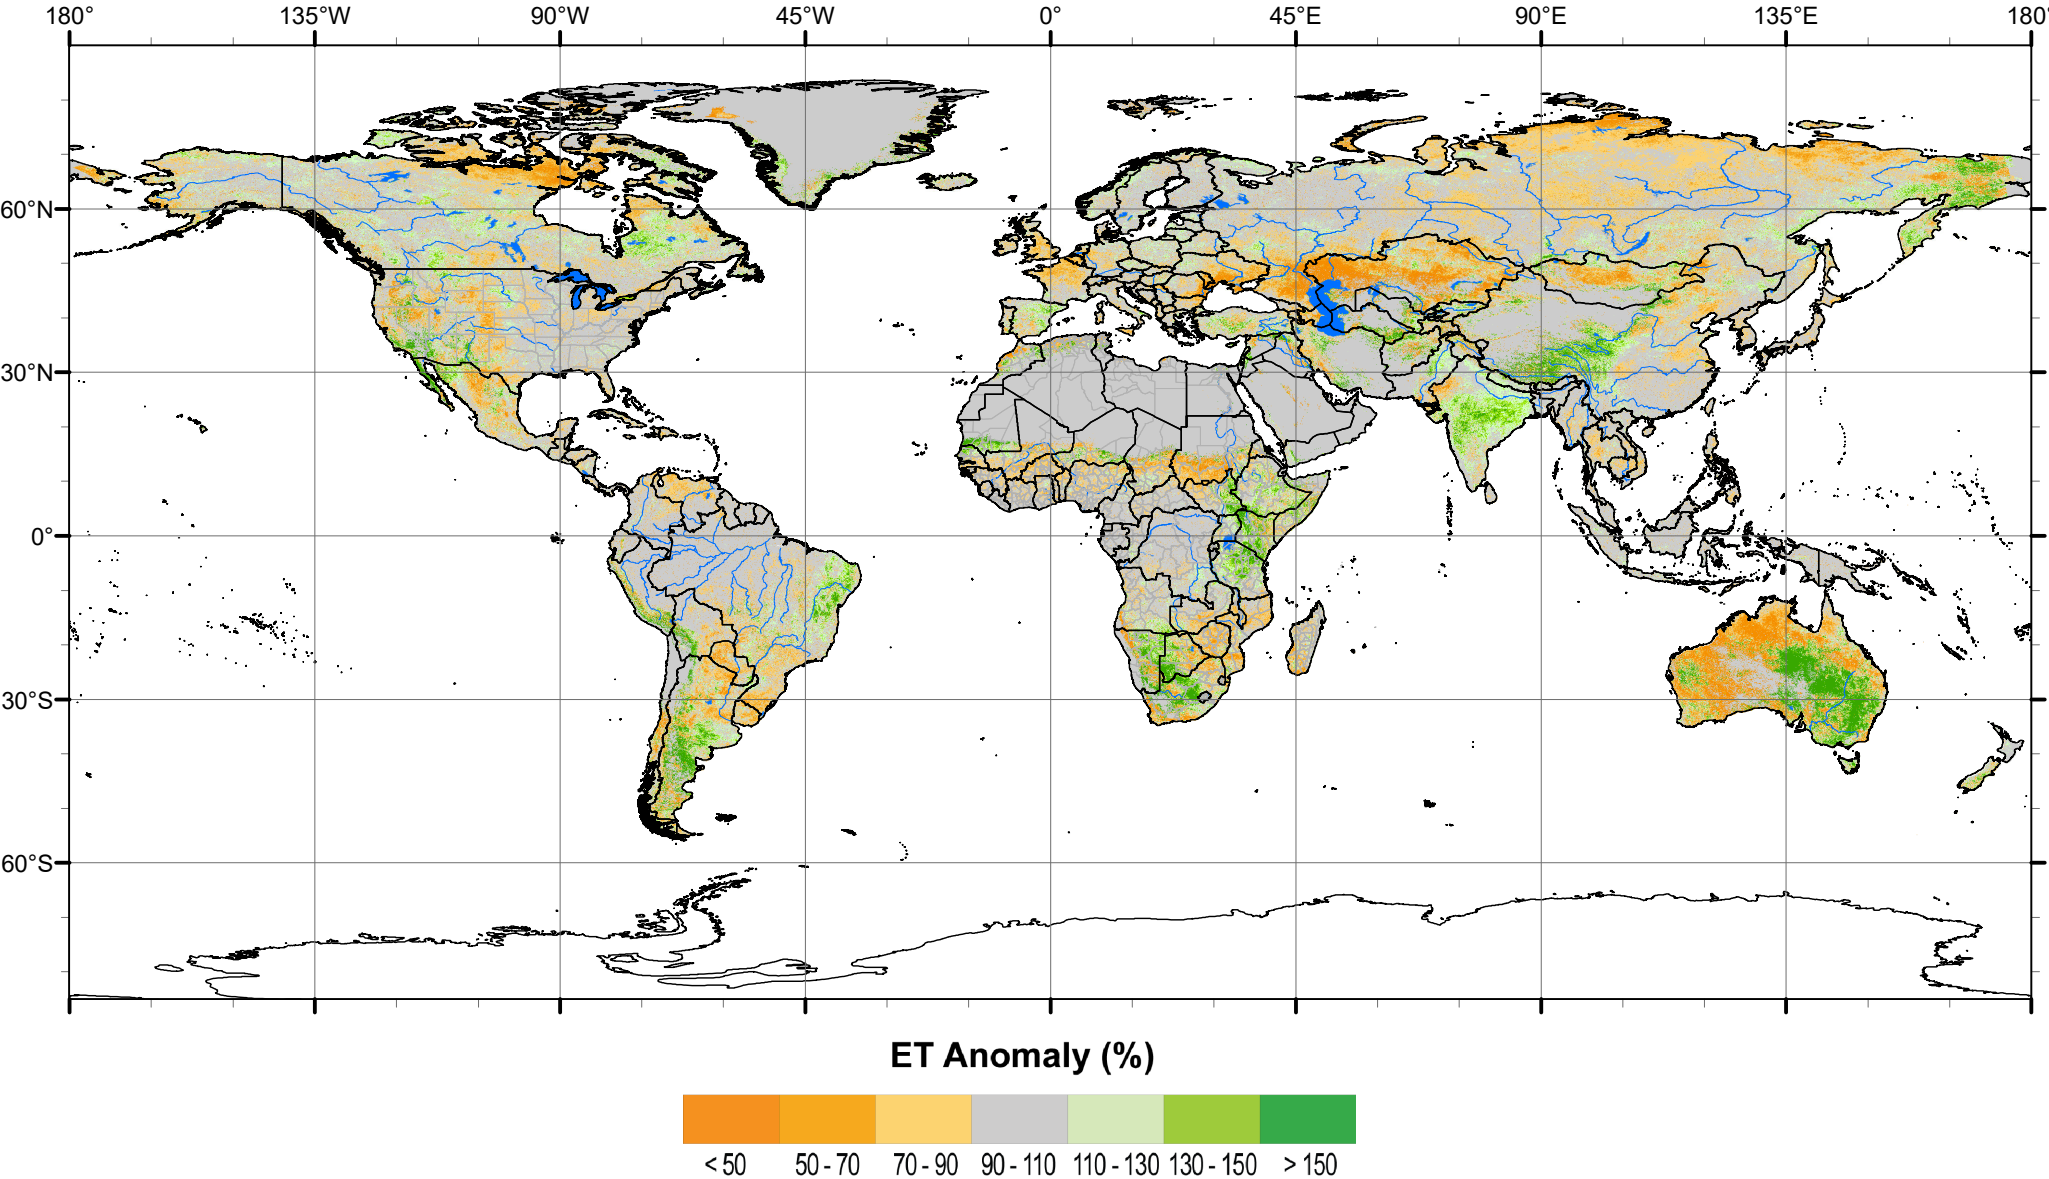 180° 135°W 90°W 45°W 0° 45°E 90°E 135°E 180°
60°N
30°N
0°
30°S
60°S
ET Anomaly (%)
< 50 50 - 70 70 - 90 90 - 110 110 - 130 130 - 150 > 150